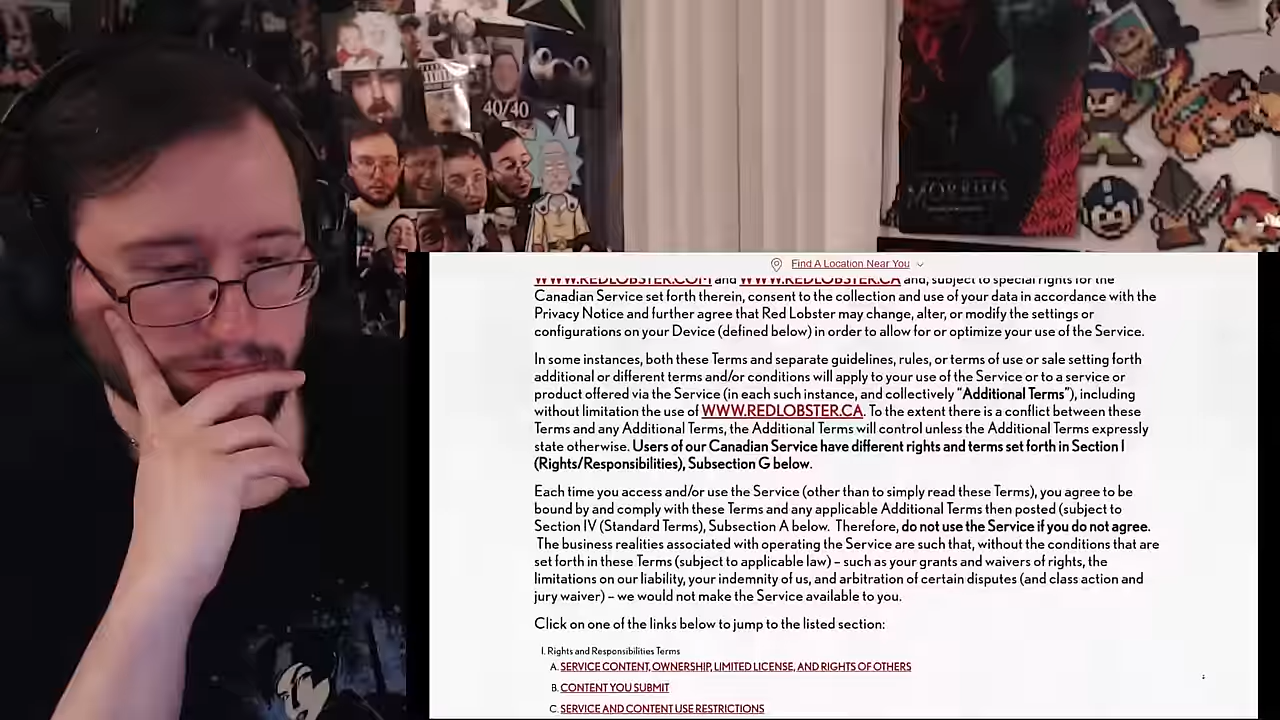 40/40
MORBIUS
Find A Location Near You
WWW.REDLOBSTER.COM and WWW.REDLOBSTER.CA and, subject to special rights for the
Canadian Service set forth therein, consent to the collection and use of your data in accordance with the
Privacy Notice and further agree that Red Lobster may change, alter, or modify the settings or
configurations on your Device (defined below) in order to allow for or optimize your use of the Service.
In some instances, both these Terms and separate guidelines, rules, or terms of use or sale setting forth
additional or different terms and/or conditions will apply to your use of the Service or to a service or
product offered via the Service (in each such instance, and collectively “Additional Terms”), including
without limitation the use of WWW.REDLOBSTER.CA. To the extent there is a conflict between these
Terms and any Additional Terms, the Additional Terms will control unless the Additional Terms expressly
state otherwise. Users of our Canadian Service have different rights and terms set forth in Section I
(Rights/Responsibilities), Subsection G below.
Each time you access and/or use the Service (other than to simply read these Terms), you agree to be
bound by and comply with these Terms and any applicable Additional Terms then posted (subject to
Section IV (Standard Terms), Subsection A below. Therefore, do not use the Service if you do not agree.
The business realities associated with operating the Service are such that, without the conditions that are
set forth in these Terms (subject to applicable law) – such as your grants and waivers of rights, the
limitations on our liability, your indemnity of us, and arbitration of certain disputes (and class action and
jury waiver) – we would not make the Service available to you.
Click on one of the links below to jump to the listed section:
I. Rights and Responsibilities Terms
A. SERVICE CONTENT, OWNERSHIP, LIMITED LICENSE, AND RIGHTS OF OTHERS
B. CONTENT YOU SUBMIT
C. SERVICE AND CONTENT USE RESTRICTIONS